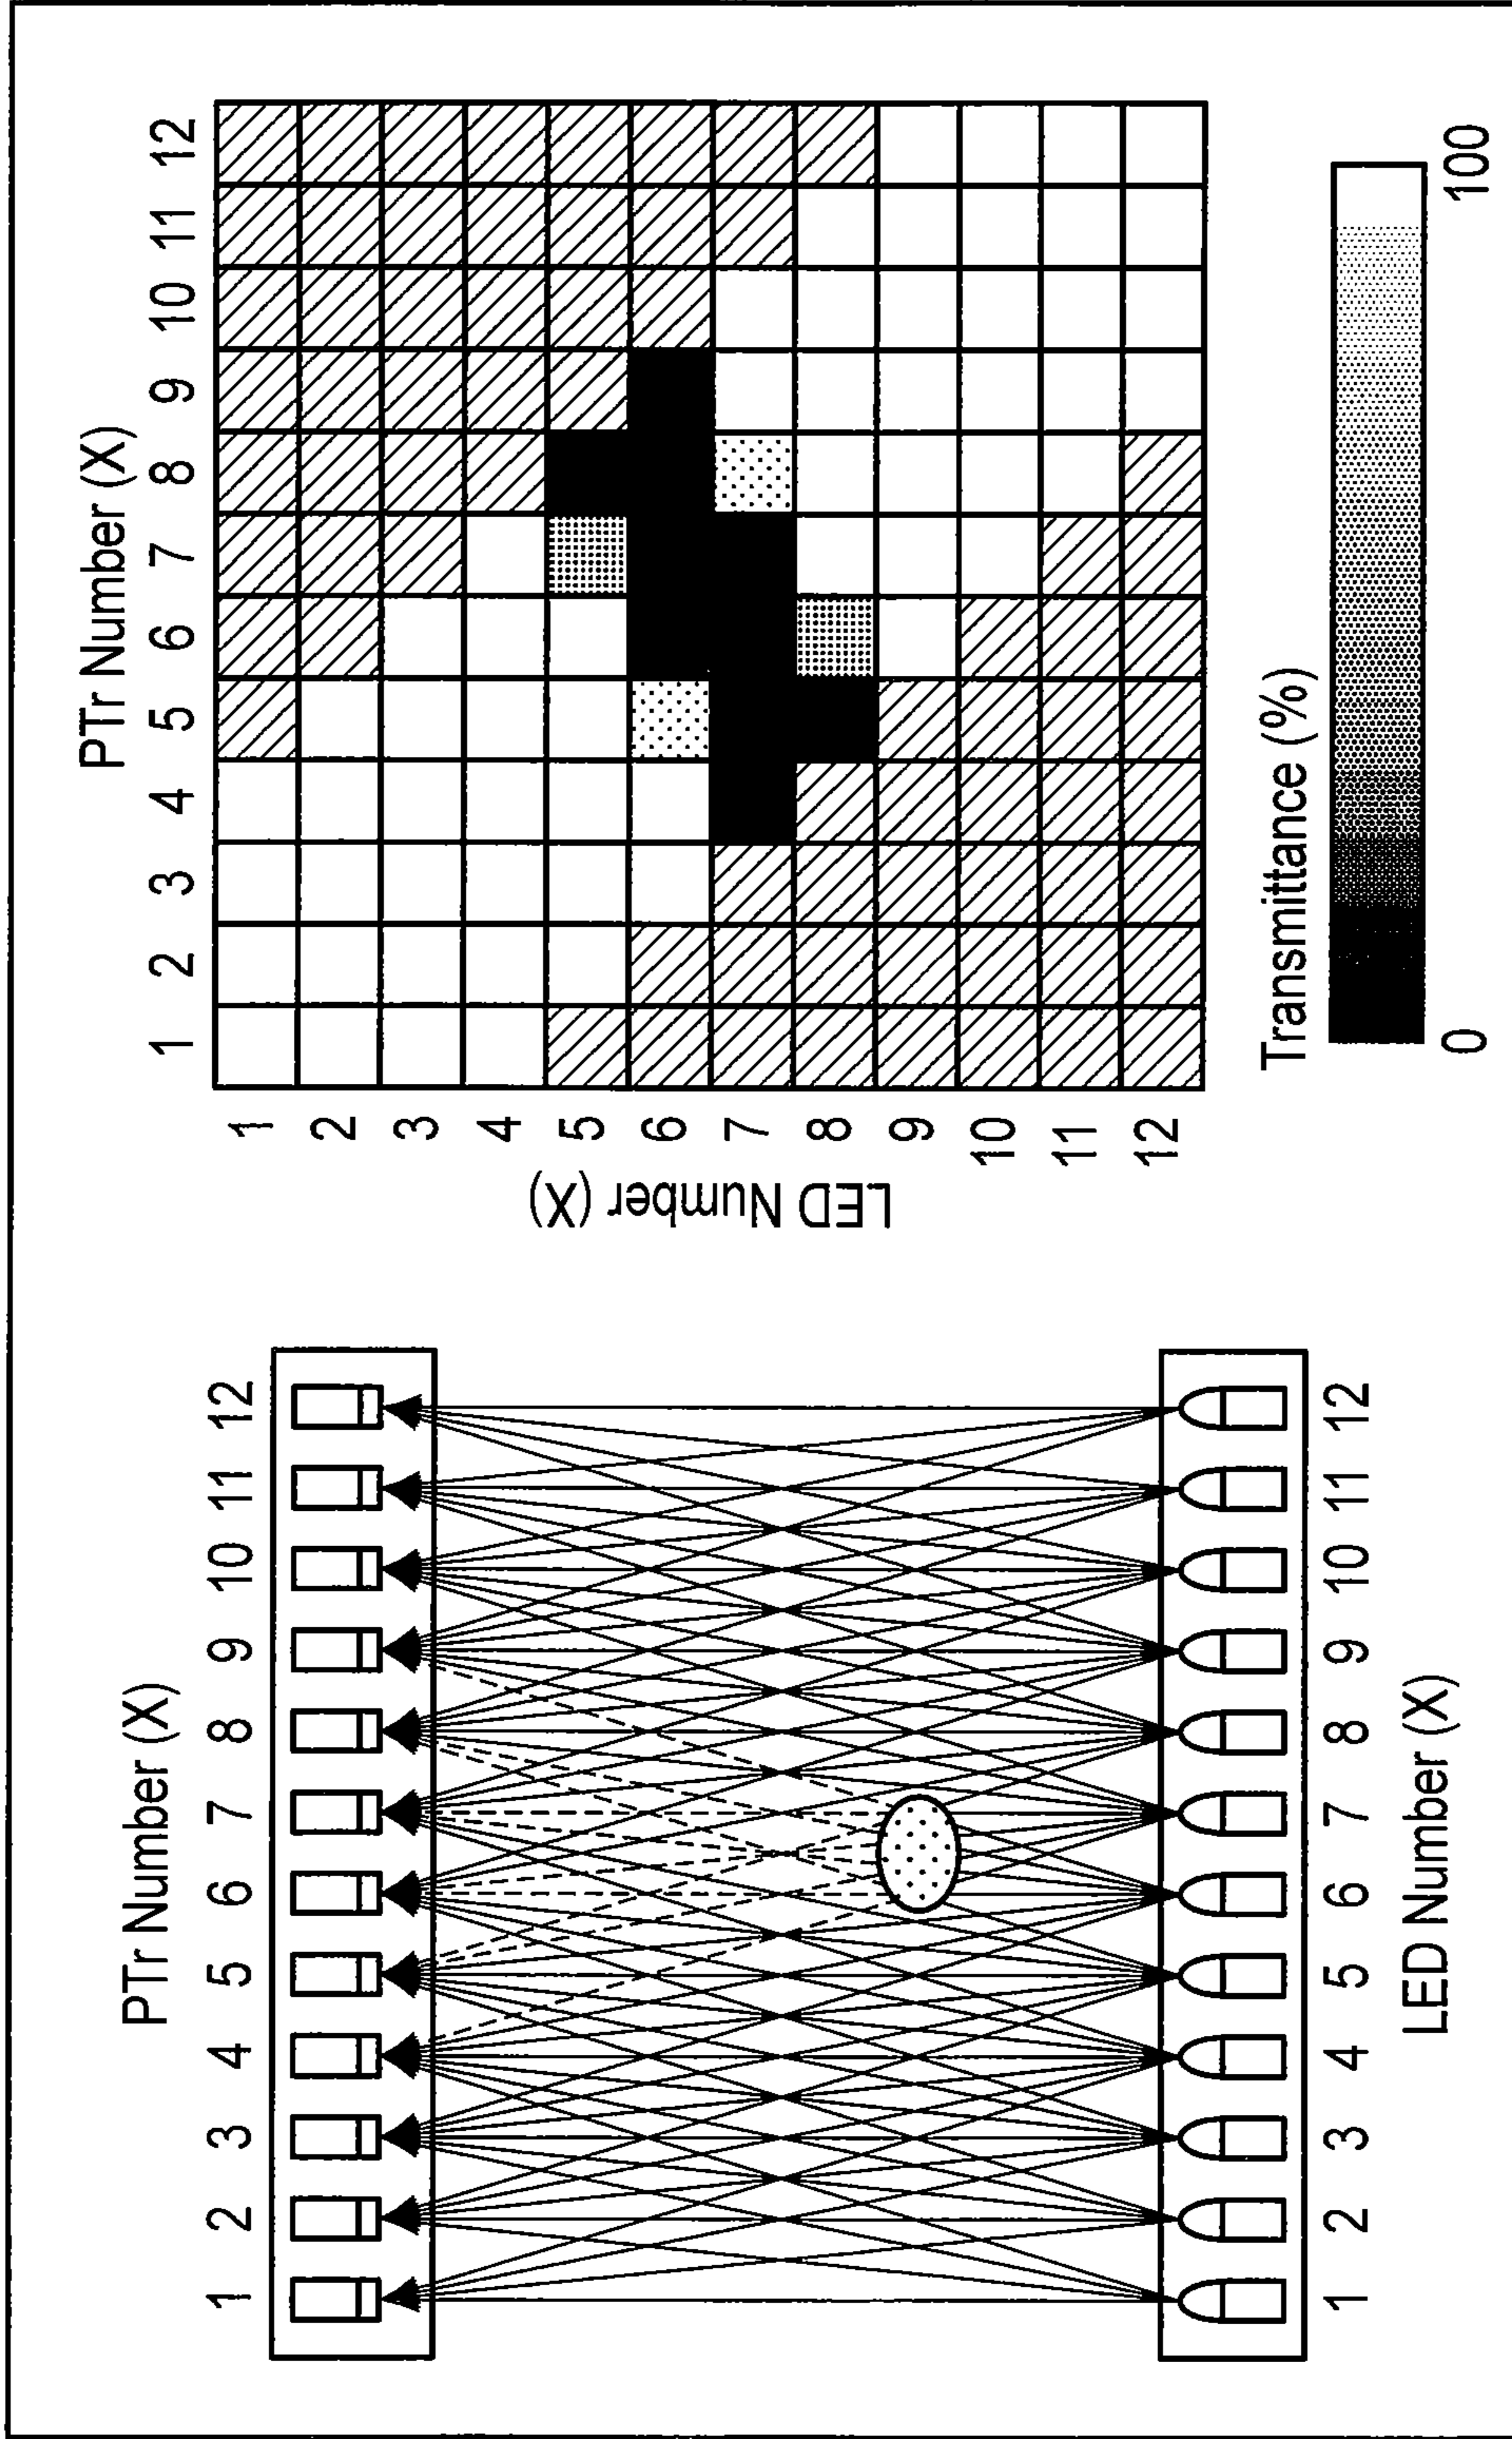 PTr Number (X)
1 2 3 4 5 6 7 8 9 10 11 12
1 2 3 4 5 6 7 8 9 10 11 12
LED Number (X)
PTr Number (X)
1 2 3 4 5 6 7 8 9 10 11 12
LED Number (X)
1
2
3
4
5
6
7
8
9
10
11
12
Transmittance (%)
0 100